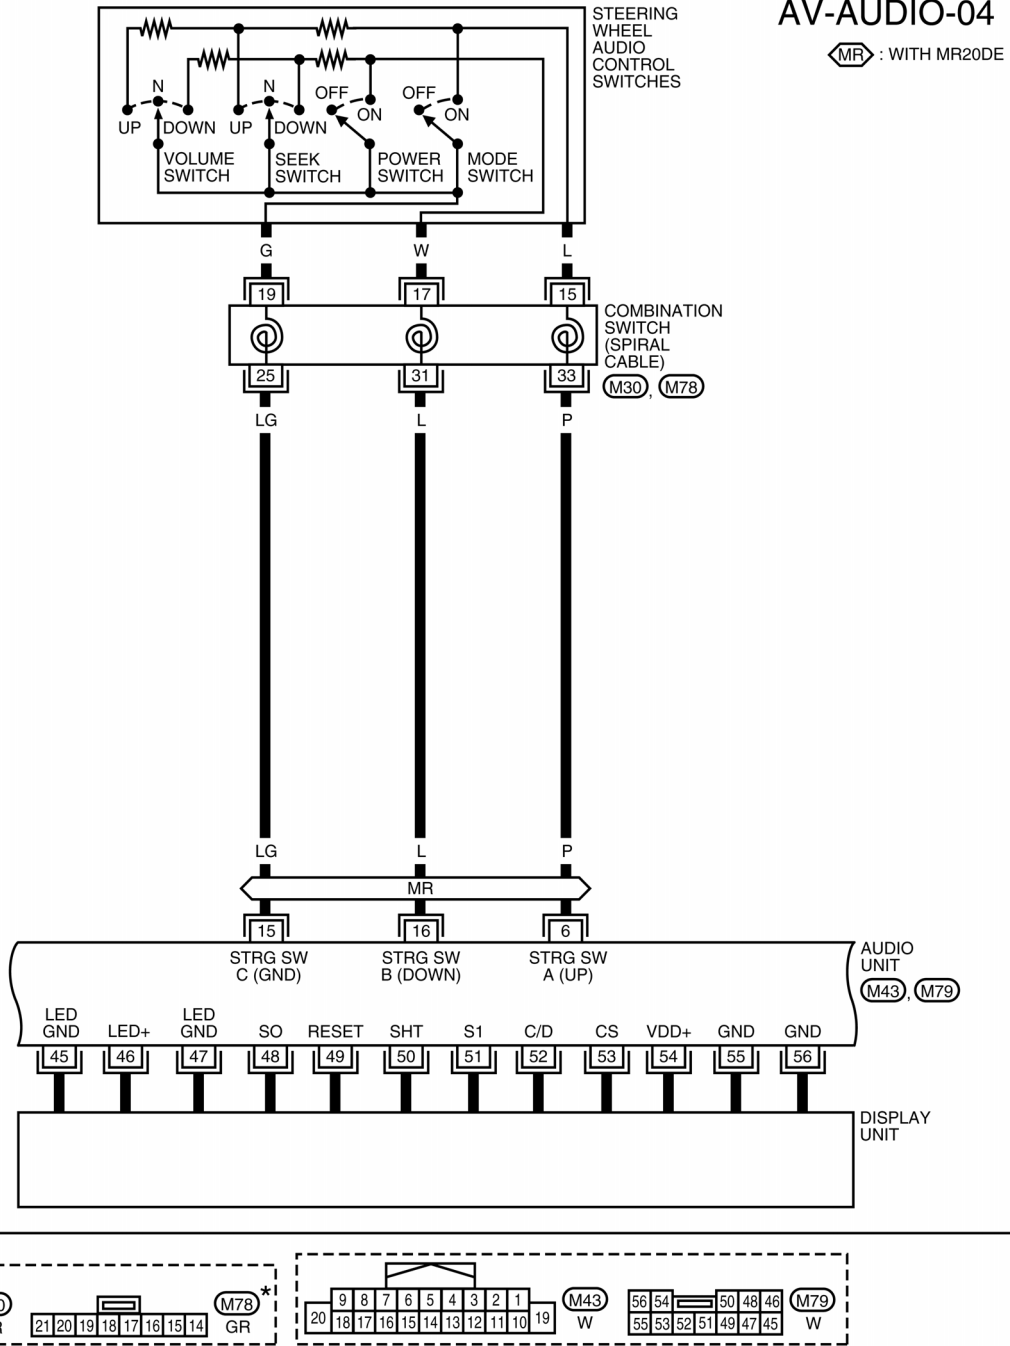 AV-AUDIO-04
MR : WITH MR20DE
STEERING
WHEEL
AUDIO
CONTROL
SWITCHES
N N OFF OFF
ON ON
UP DOWN UP DOWN
VOLUME
SWITCH
SEEK
SWITCH
POWER
SWITCH
MODE
SWITCH
G W L
19 17 15
COMBINATION
SWITCH
(SPIRAL
CABLE)
M30 , M78
25 31 33
LG L P
LG L P
MR
15 16 6
STRG SW
C (GND)
STRG SW
B (DOWN)
STRG SW
A (UP)
AUDIO
UNIT
M43 , M79
LED
GND
LED+
LED
GND
SO RESET SHT S1 C/D CS VDD+ GND GND
45 46 47 48 49 50 51 52 53 54 55 56
DISPLAY
UNIT
21 20 19 18 17 16 15 14
M78 *
GR
9 8 7 6 5 4 3 2 1
20 18 17 16 15 14 13 12 11 10 19
M43
W
56 54 50 48 46
55 53 52 51 49 47 45
M79
W